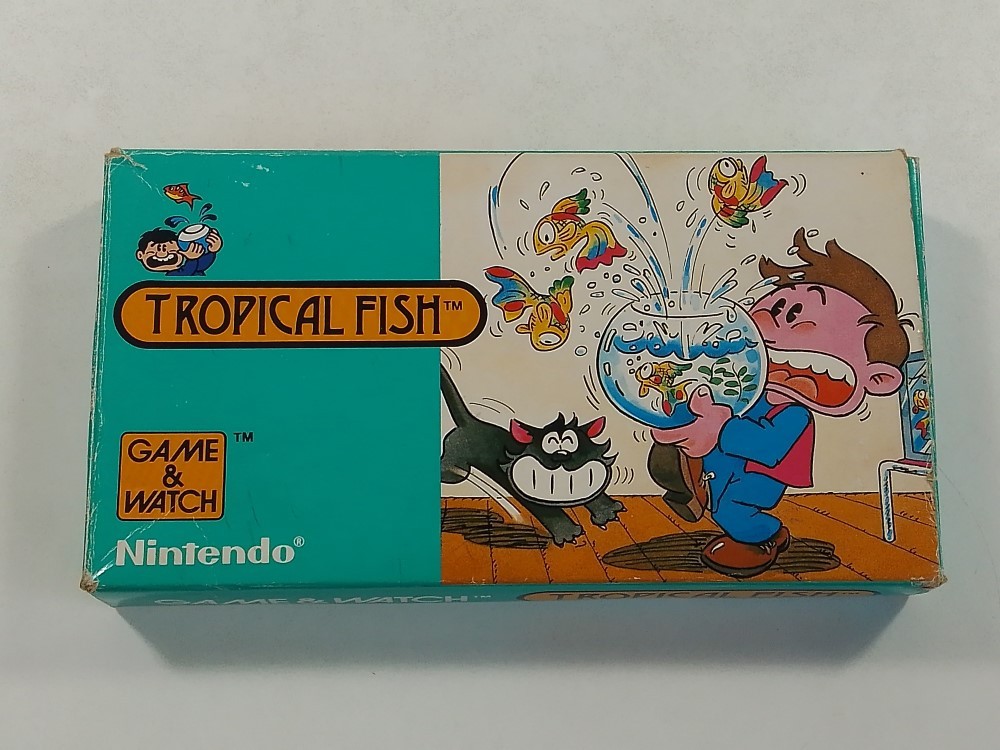 TROPICAL FISH™
GAME
&
WATCH
™
Nintendo®
GAME & WATCH™
TROPICAL FISH™